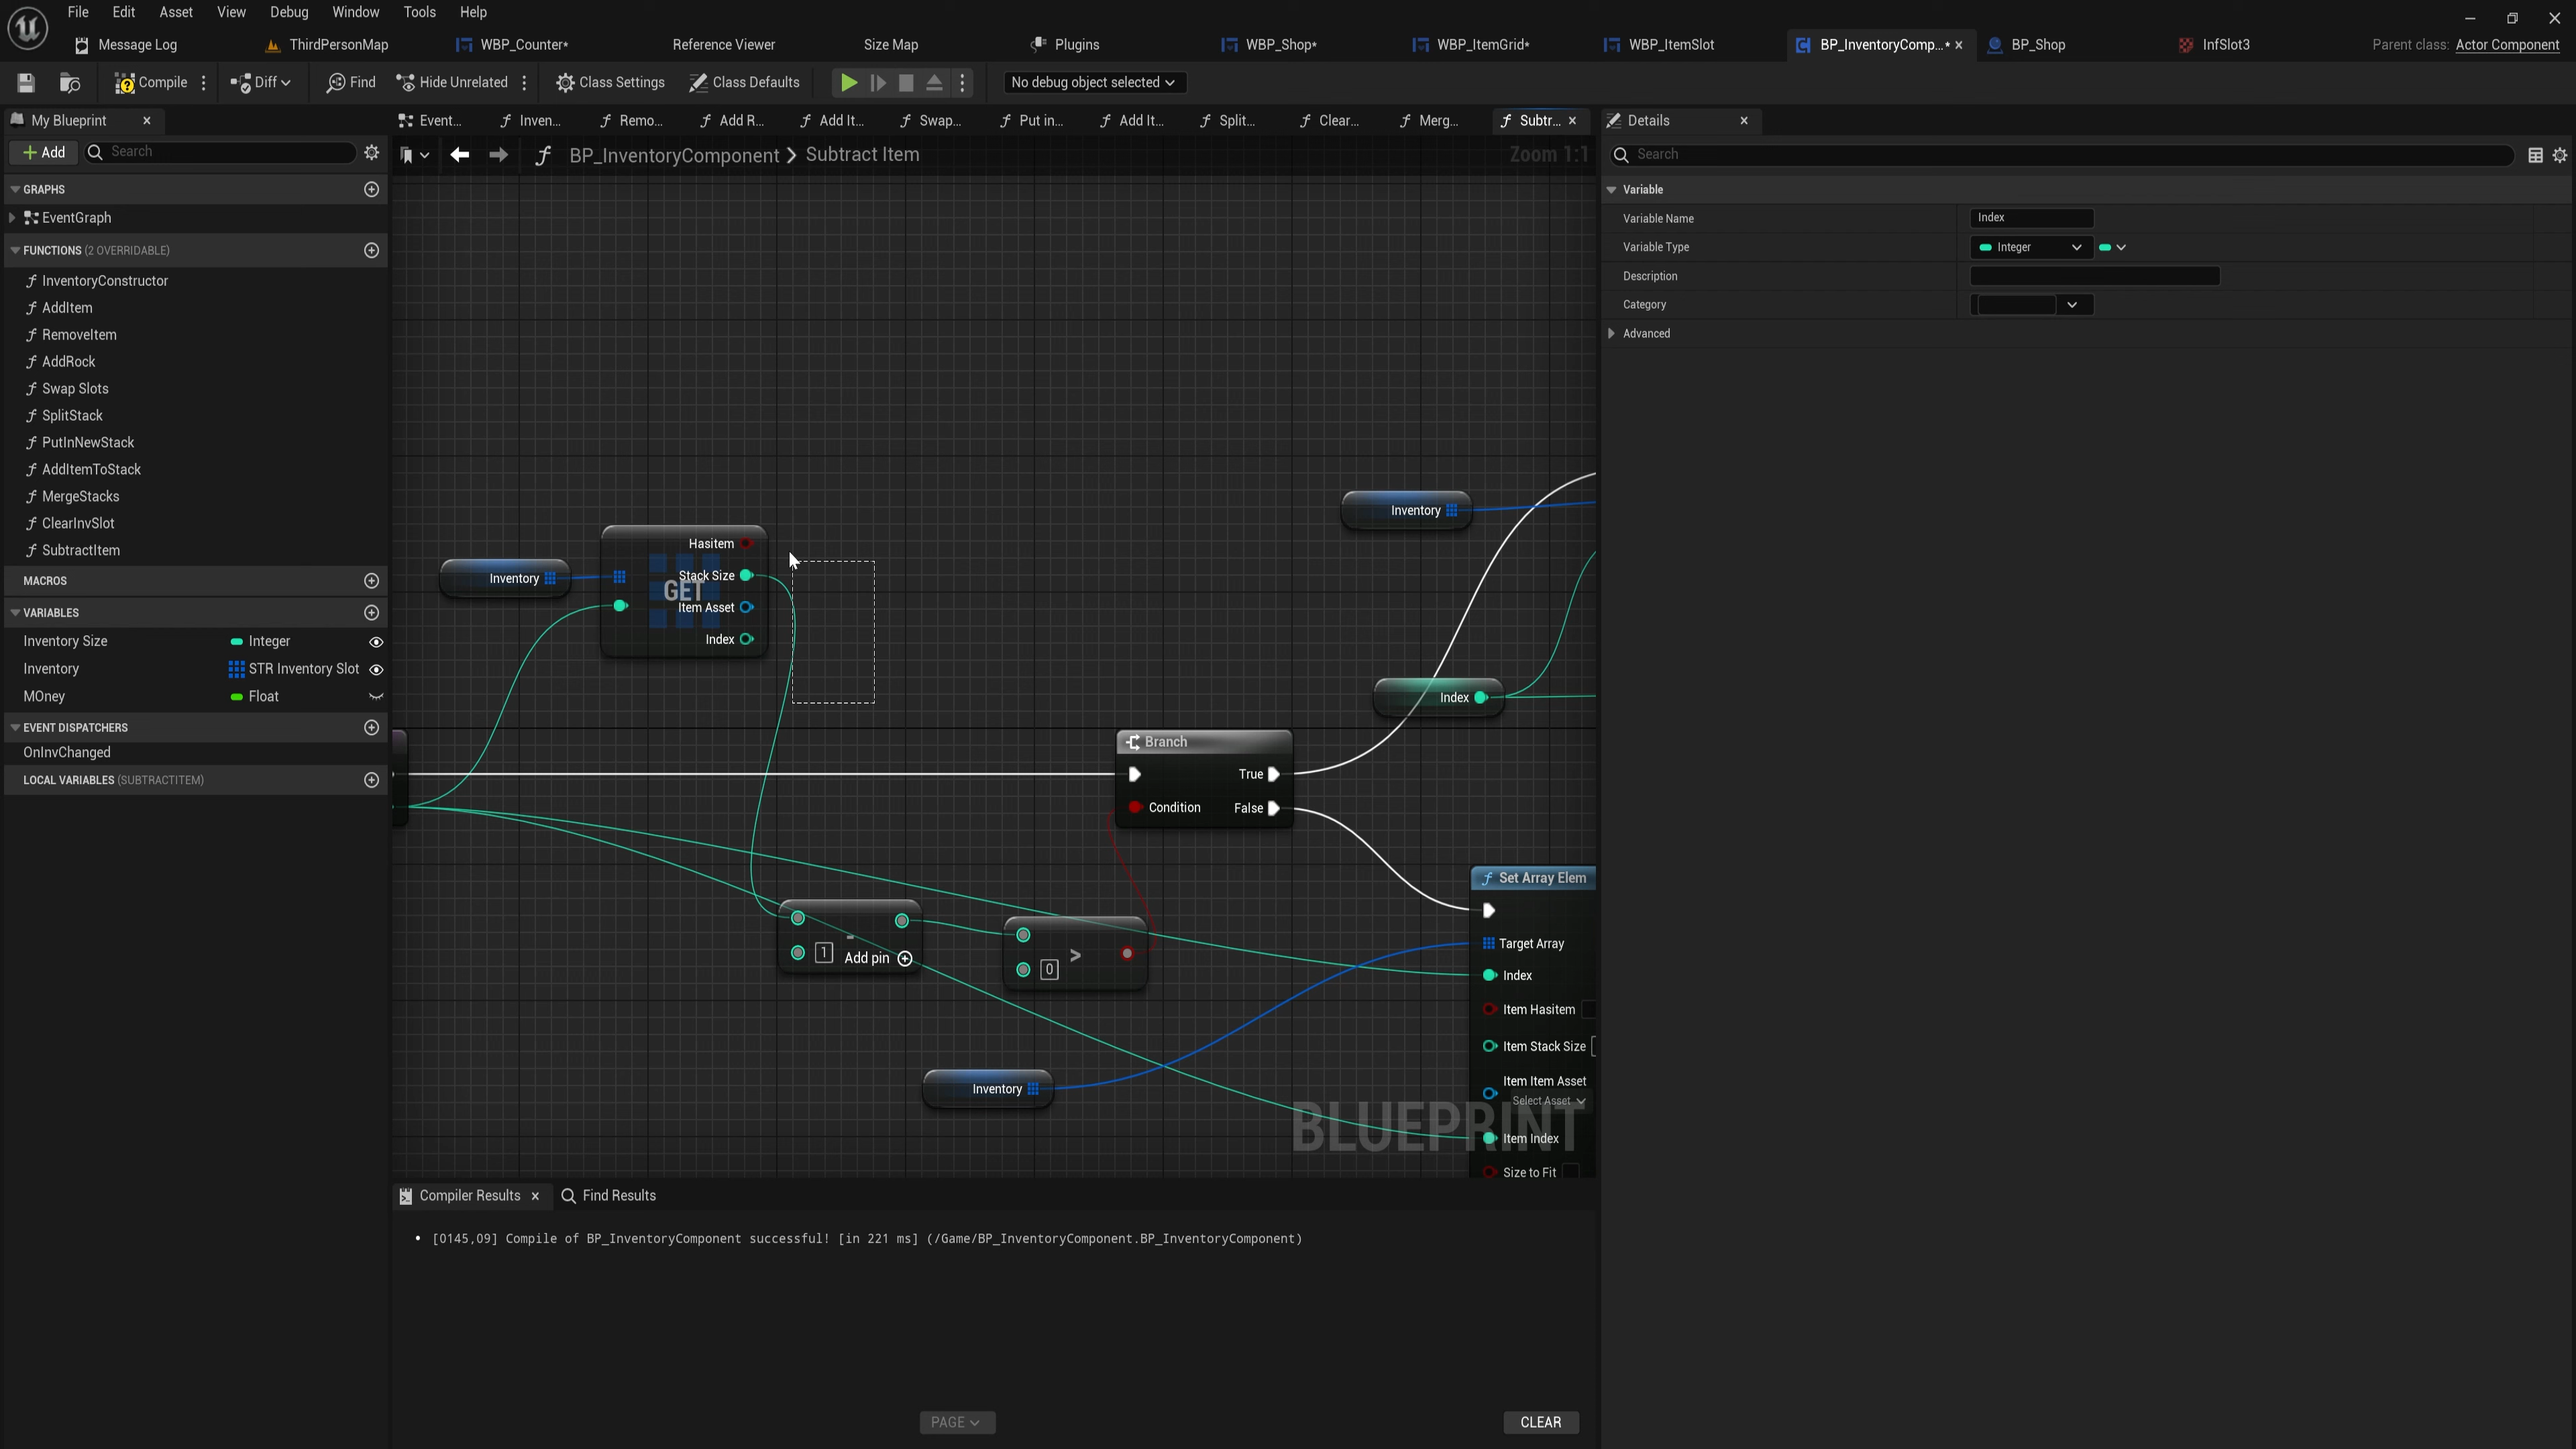 File Edit Asset View Debug Window Tools Help
Message Log ThirdPersonMap WBP_Counter* Reference Viewer Size Map Plugins WBP_Shop* WBP_ItemGrid* WBP_ItemSlot BP_InventoryComp...* BP_Shop InfSlot3 Parent class: Actor Component
Compile Diff Find Hide Unrelated Class Settings Class Defaults No debug object selected
My Blueprint
Event... Inven... Remo... Add R... Add It... Swap... Put in... Add It... Split... Clear... Merg... Subtr...
Details
Add Search
BP_InventoryComponent > Subtract Item
Zoom 1:1
Search
GRAPHS
EventGraph
FUNCTIONS (2 OVERRIDABLE)
InventoryConstructor
AddItem
RemoveItem
AddRock
Swap Slots
SplitStack
PutInNewStack
AddItemToStack
MergeStacks
ClearInvSlot
SubtractItem
MACROS
VARIABLES
Inventory Size Integer
Inventory STR Inventory Slot
MOney Float
EVENT DISPATCHERS
OnInvChanged
LOCAL VARIABLES (SUBTRACTITEM)
Inventory
GET
Hasitem
Stack Size
Item Asset
Index
Inventory
Index
Branch
True
Condition False
1 - Add pin
0 >
Inventory
Set Array Elem
Target Array
Index
Item Hasitem
Item Stack Size
Item Item Asset
Select Asset
Item Index
Size to Fit
BLUEPRINT
Variable
Variable Name Index
Variable Type Integer
Description
Category
Advanced
Compiler Results Find Results
• [0145,09] Compile of BP_InventoryComponent successful! [in 221 ms] (/Game/BP_InventoryComponent.BP_InventoryComponent)
PAGE CLEAR